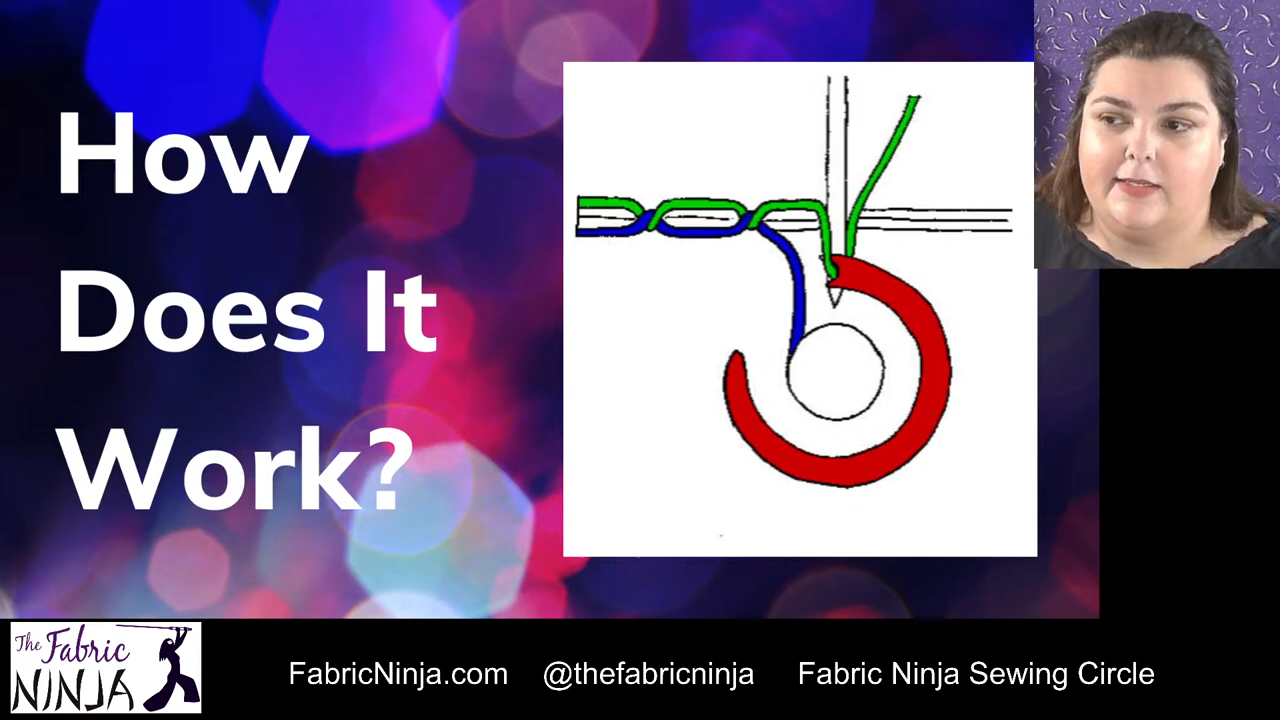 How
Does It
Work?
The Fabric
NINJA
FabricNinja.com @thefabricninja Fabric Ninja Sewing Circle